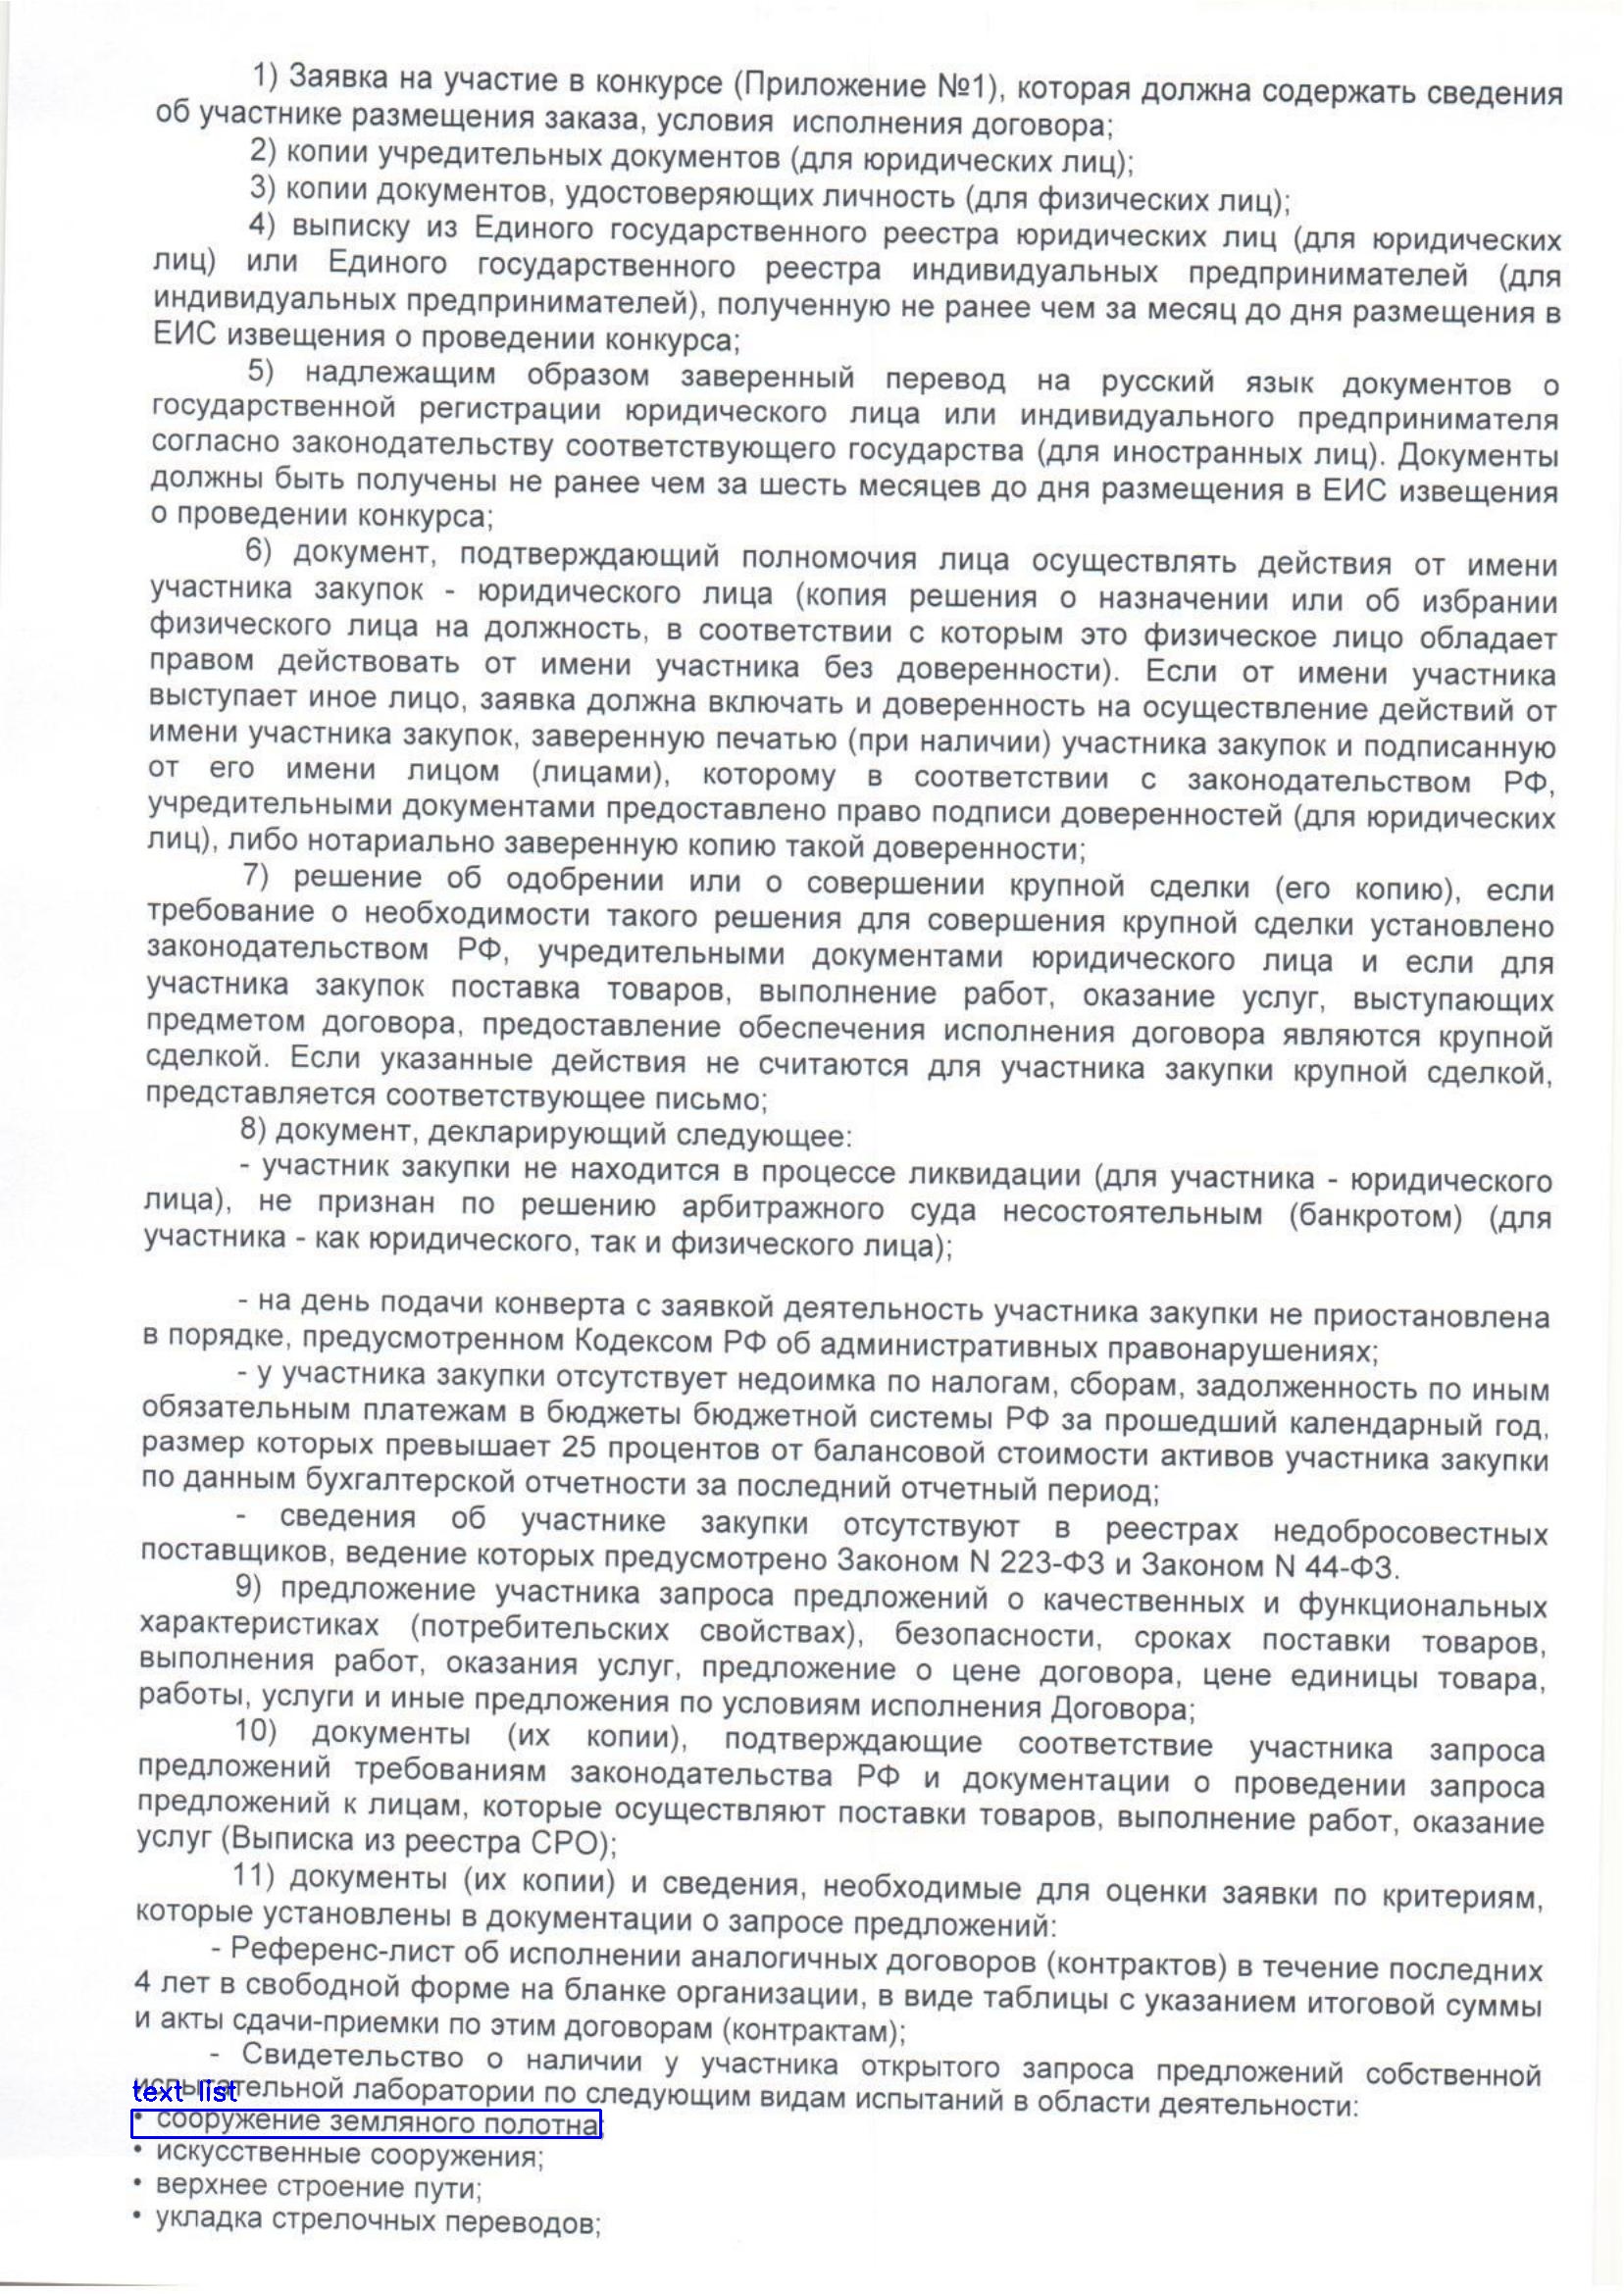 1) Заявка на участие в конкурсе (Приложение №1), которая должна содержать сведения
об участнике размещения заказа, условия исполнения договора;
2) копии учредительных документов (для юридических лиц);
3) копии документов, удостоверяющих личность (для физических лиц);
4) выписку из Единого государственного реестра юридических лиц (для юридических
лиц) или Единого государственного реестра индивидуальных предпринимателей (для
индивидуальных предпринимателей), полученную не ранее чем за месяц до дня размещения в
ЕИС извещения о проведении конкурса;
5) надлежащим образом заверенный перевод на русский язык документов о
государственной регистрации юридического лица или индивидуального предпринимателя
согласно законодательству соответствующего государства (для иностранных лиц). Документы
должны быть получены не ранее чем за шесть месяцев до дня размещения в ЕИС извещения
о проведении конкурса;
6) документ, подтверждающий полномочия лица осуществлять действия от имени
участника закупок - юридического лица (копия решения о назначении или об избрании
физического лица на должность, в соответствии с которым это физическое лицо обладает
правом действовать от имени участника без доверенности). Если от имени участника
выступает иное лицо, заявка должна включать и доверенность на осуществление действий от
имени участника закупок, заверенную печатью (при наличии) участника закупок и подписанную
от его имени лицом (лицами), которому в соответствии с законодательством РФ,
учредительными документами предоставлено право подписи доверенностей (для юридических
лиц), либо нотариально заверенную копию такой доверенности;
7) решение об одобрении или о совершении крупной сделки (его копию), если
требование о необходимости такого решения для совершения крупной сделки установлено
законодательством РФ, учредительными документами юридического лица и если для
участника закупок поставка товаров, выполнение работ, оказание услуг, выступающих
предметом договора, предоставление обеспечения исполнения договора являются крупной
сделкой. Если указанные действия не считаются для участника закупки крупной сделкой,
представляется соответствующее письмо;
8) документ, декларирующий следующее:
- участник закупки не находится в процессе ликвидации (для участника - юридического
лица), не признан по решению арбитражного суда несостоятельным (банкротом) (для
участника - как юридического, так и физического лица);
- на день подачи конверта с заявкой деятельность участника закупки не приостановлена
в порядке, предусмотренном Кодексом РФ об административных правонарушениях;
- у участника закупки отсутствует недоимка по налогам, сборам, задолженность по иным
обязательным платежам в бюджеты бюджетной системы РФ за прошедший календарный год,
размер которых превышает 25 процентов от балансовой стоимости активов участника закупки
по данным бухгалтерской отчетности за последний отчетный период;
- сведения об участнике закупки отсутствуют в реестрах недобросовестных
поставщиков, ведение которых предусмотрено Законом N 223-ФЗ и Законом N 44-ФЗ.
9) предложение участника запроса предложений о качественных и функциональных
характеристиках (потребительских свойствах), безопасности, сроках поставки товаров,
выполнения работ, оказания услуг, предложение о цене договора, цене единицы товара,
работы, услуги и иные предложения по условиям исполнения Договора;
10) документы (их копии), подтверждающие соответствие участника запроса
предложений требованиям законодательства РФ и документации о проведении запроса
предложений к лицам, которые осуществляют поставки товаров, выполнение работ, оказание
услуг (Выписка из реестра СРО);
11) документы (их копии) и сведения, необходимые для оценки заявки по критериям,
которые установлены в документации о запросе предложений:
- Референс-лист об исполнении аналогичных договоров (контрактов) в течение последних
4 лет в свободной форме на бланке организации, в виде таблицы с указанием итоговой суммы
и акты сдачи-приемки по этим договорам (контрактам);
- Свидетельство о наличии у участника открытого запроса предложений собственной
испытательной лаборатории по следующим видам испытаний в области деятельности:
text list
• сооружение земляного полотна;
• искусственные сооружения;
• верхнее строение пути;
• укладка стрелочных переводов;